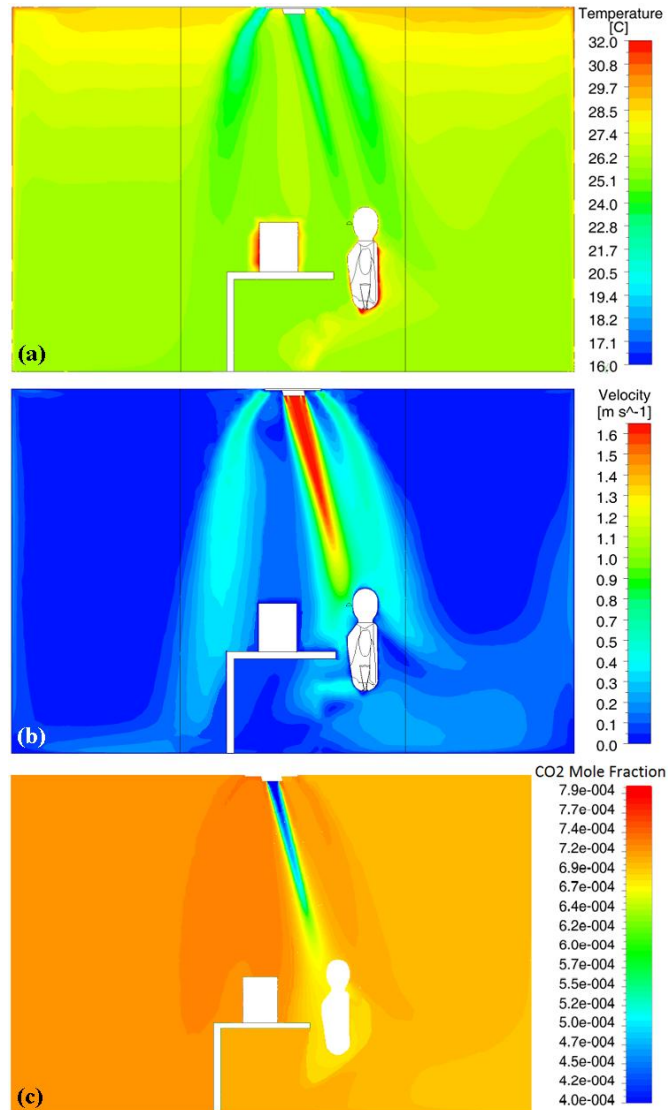 Temperature
[C]
32.0
30.8
29.7
28.5
27.4
26.2
25.1
23.9
22.8
21.7
20.5
19.4
18.2
17.1
16.0
(a)
Velocity
[m s^-1]
1.6
1.5
1.4
1.3
1.2
1.1
1.0
0.9
0.8
0.7
0.6
0.5
0.4
0.3
0.2
0.1
0.0
(b)
CO2 Mole Fraction
7.9e-004
7.7e-004
7.4e-004
7.2e-004
6.9e-004
6.7e-004
6.4e-004
6.2e-004
6.0e-004
5.7e-004
5.5e-004
5.2e-004
5.0e-004
4.7e-004
4.5e-004
4.2e-004
4.0e-004
(c)